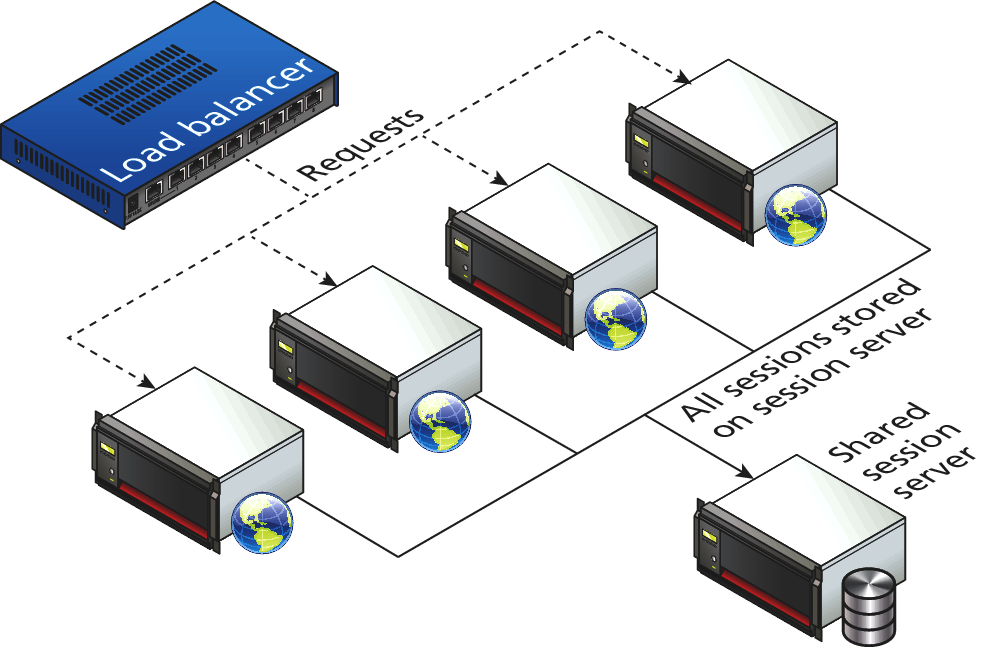 Load balancer
Requests
All sessions stored
on session server
Shared
session
server